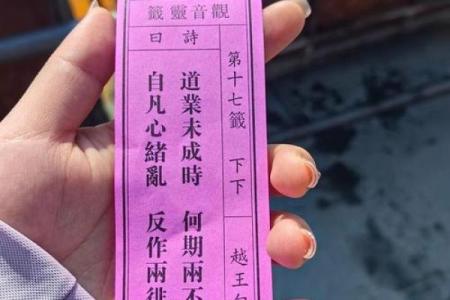 觀音靈籤
第十七籤 下下 越王
詩曰
道業未成時 何期兩不
自凡心緒亂 反作兩徘